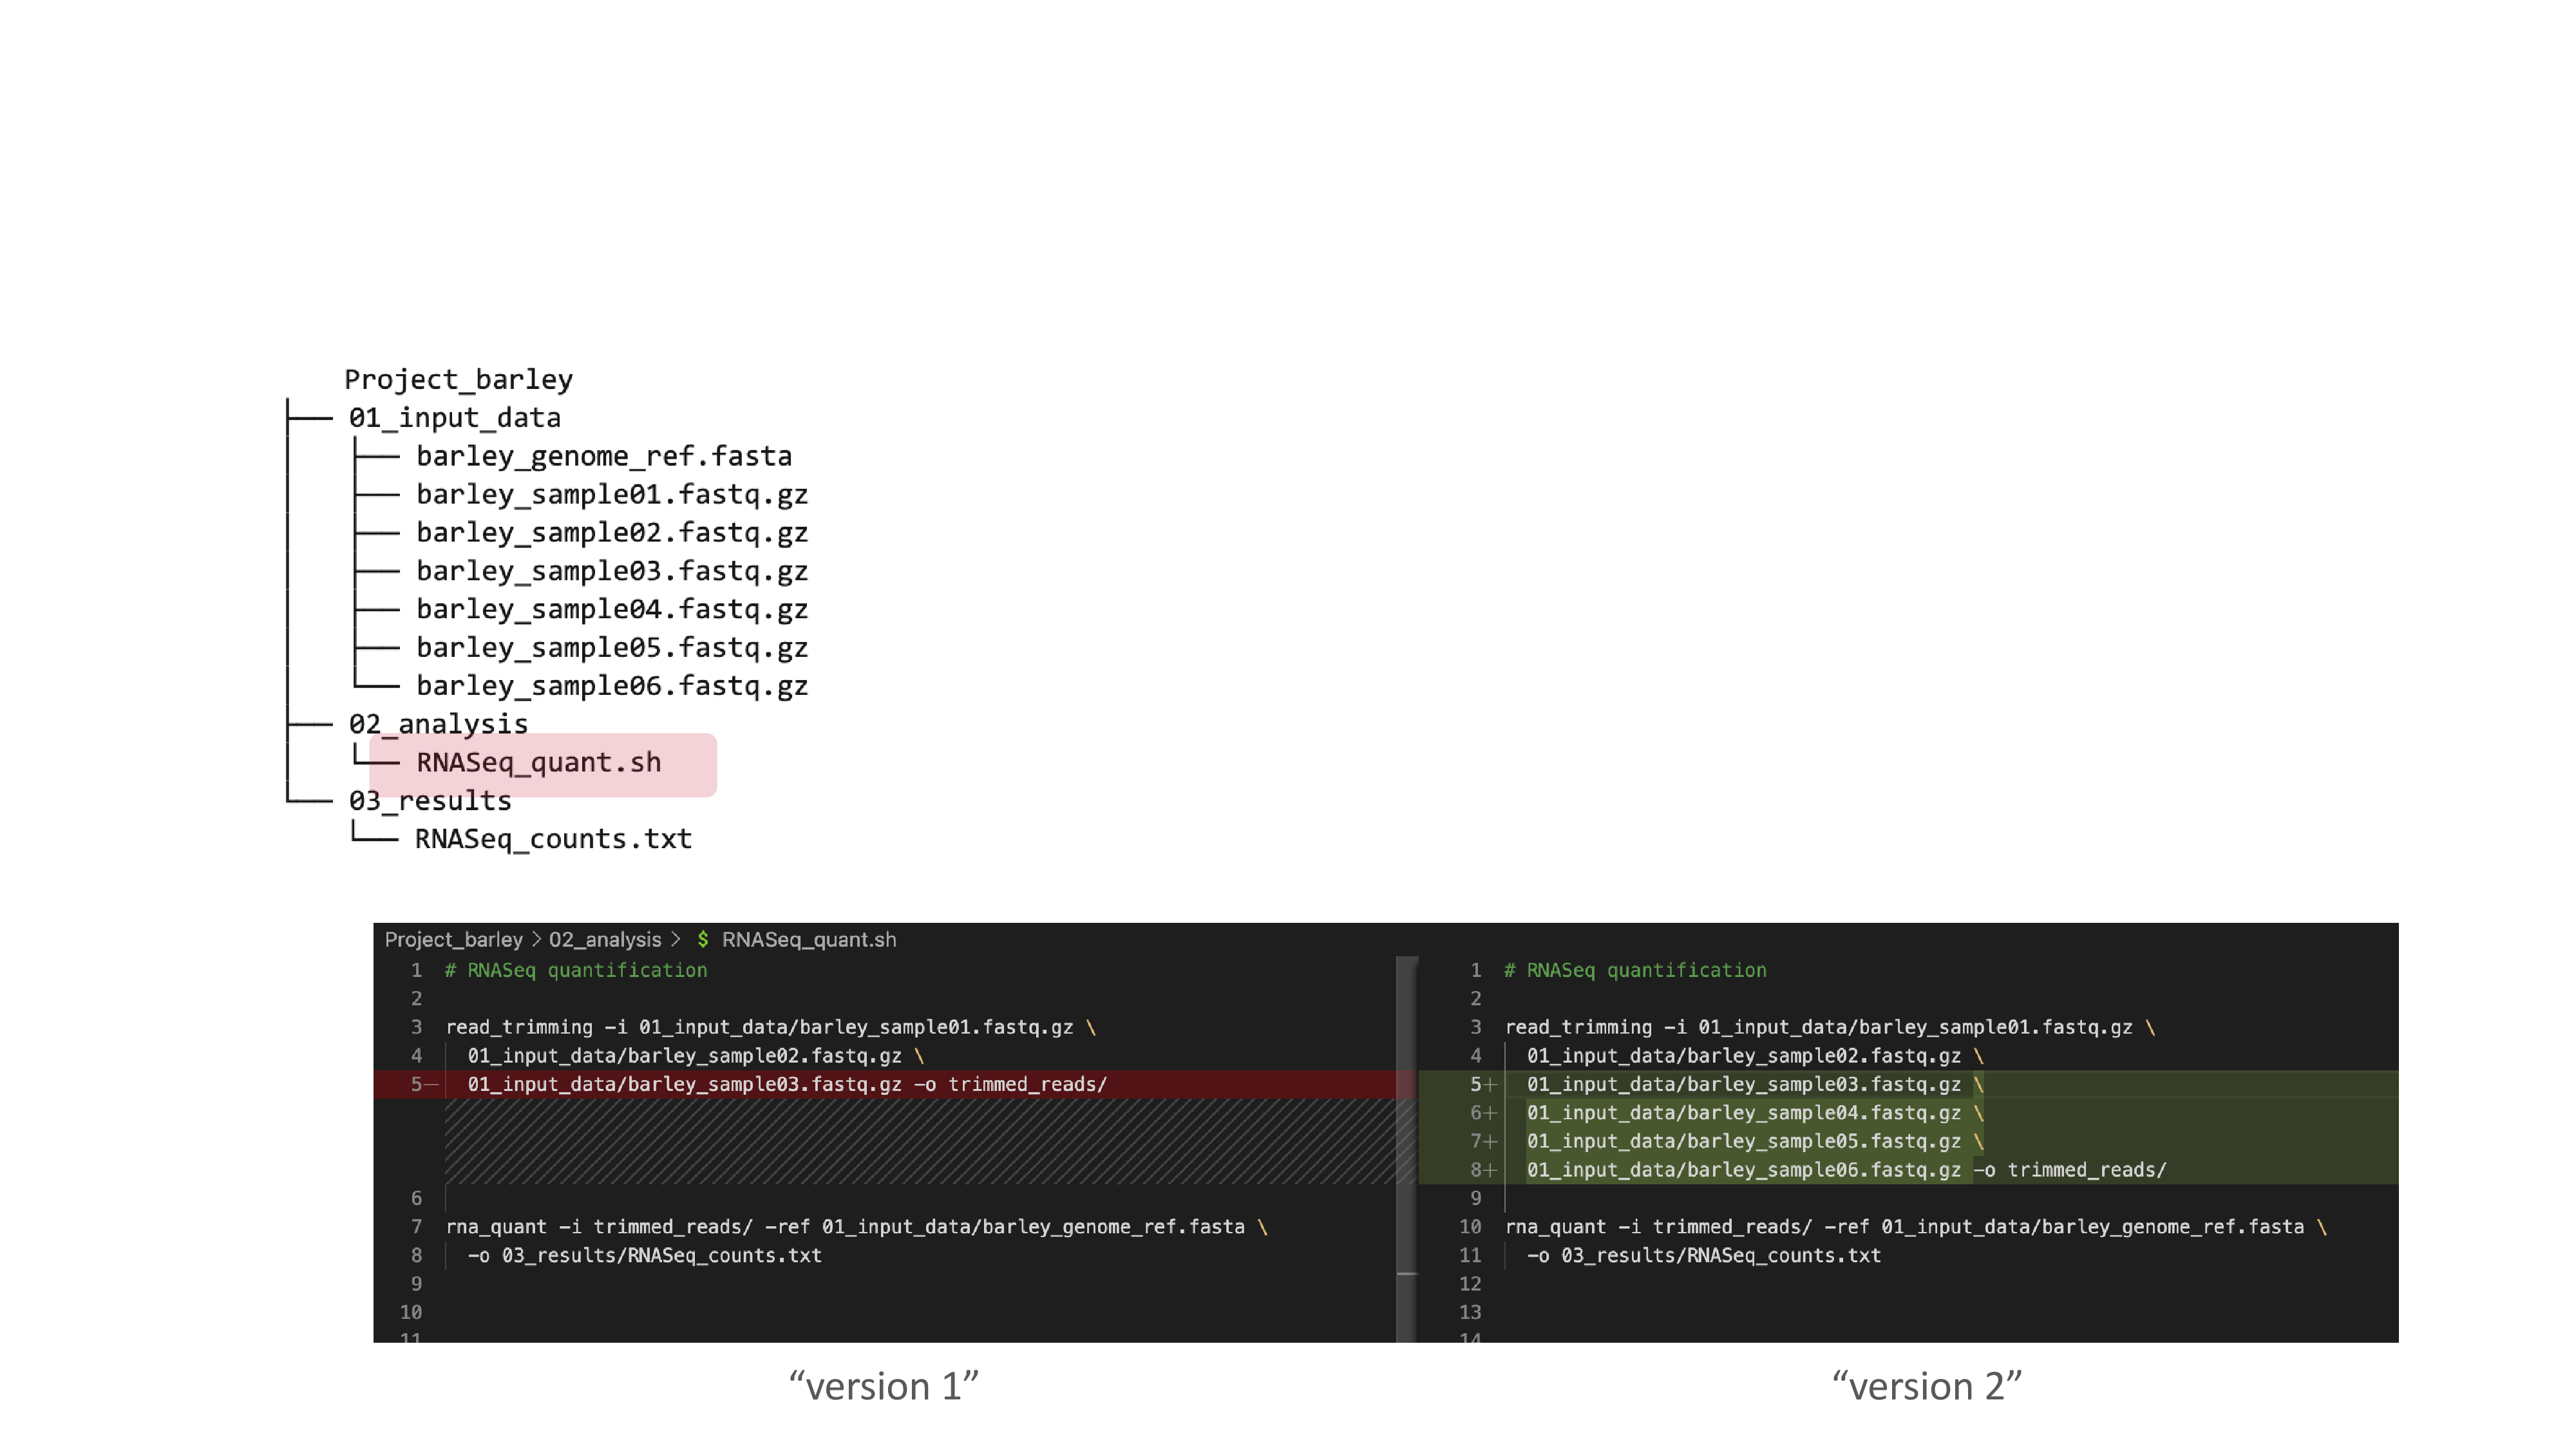 Project_barley
01_input_data
barley_genome_ref.fasta
barley_sample01.fastq.gz
barley_sample02.fastq.gz
barley_sample03.fastq.gz
barley_sample04.fastq.gz
barley_sample05.fastq.gz
barley_sample06.fastq.gz
02_analysis
RNASeq_quant.sh
03_results
RNASeq_counts.txt
Project_barley > 02_analysis > $ RNASeq_quant.sh
1 # RNASeq quantification
2
3 read_trimming -i 01_input_data/barley_sample01.fastq.gz \
4 01_input_data/barley_sample02.fastq.gz \
5- 01_input_data/barley_sample03.fastq.gz -o trimmed_reads/
6
7 rna_quant -i trimmed_reads/ -ref 01_input_data/barley_genome_ref.fasta \
8 -o 03_results/RNASeq_counts.txt
9
10
11
1 # RNASeq quantification
2
3 read_trimming -i 01_input_data/barley_sample01.fastq.gz \
4 01_input_data/barley_sample02.fastq.gz \
5+ 01_input_data/barley_sample03.fastq.gz \
6+ 01_input_data/barley_sample04.fastq.gz \
7+ 01_input_data/barley_sample05.fastq.gz \
8+ 01_input_data/barley_sample06.fastq.gz -o trimmed_reads/
9
10 rna_quant -i trimmed_reads/ -ref 01_input_data/barley_genome_ref.fasta \
11 -o 03_results/RNASeq_counts.txt
12
13
14
“version 1”
“version 2”